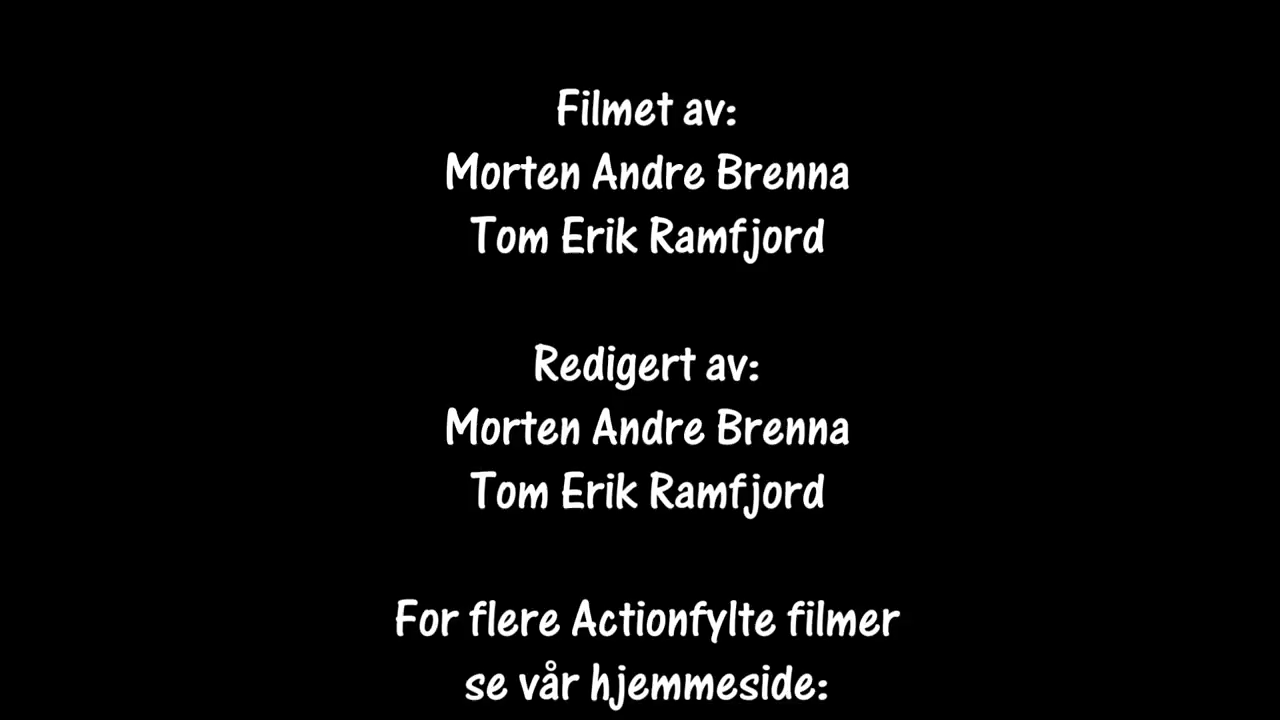 Filmet av:
Morten Andre Brenna
Tom Erik Ramfjord
Redigert av:
Morten Andre Brenna
Tom Erik Ramfjord
For flere Actionfylte filmer
se vår hjemmeside: